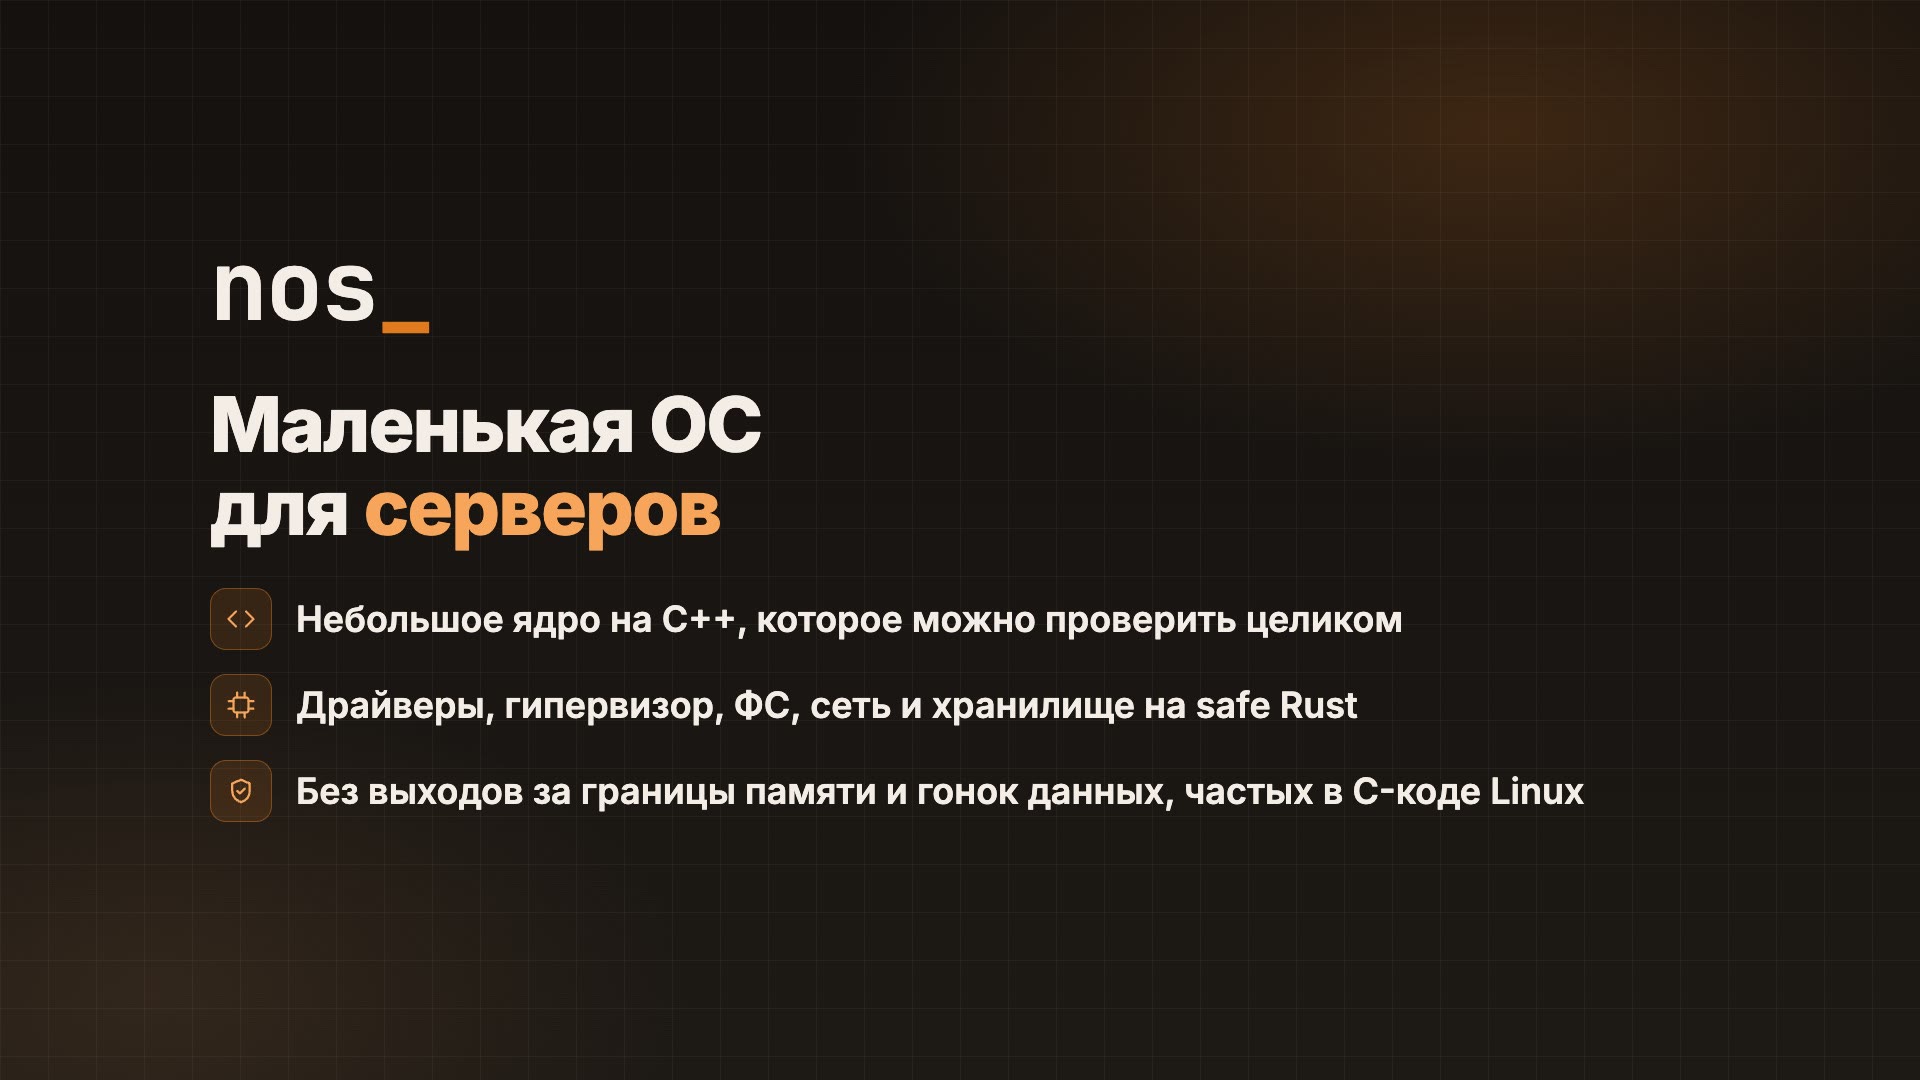 nos_
Маленькая ОС
для серверов
Небольшое ядро на C++, которое можно проверить целиком
Драйверы, гипервизор, ФС, сеть и хранилище на safe Rust
Без выходов за границы памяти и гонок данных, частых в C-коде Linux